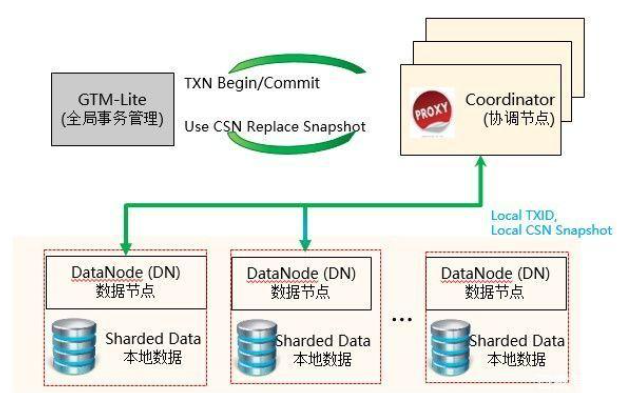 GTM-Lite
(全局事务管理)
TXN Begin/Commit
Use CSN Replace Snapshot
PROXY
Coordinator
(协调节点)
Local TXID,
Local CSN Snapshot
DataNode (DN)
数据节点
Sharded Data
本地数据
DataNode (DN)
数据节点
Sharded Data
本地数据
...
DataNode (DN)
数据节点
Sharded Data
本地数据